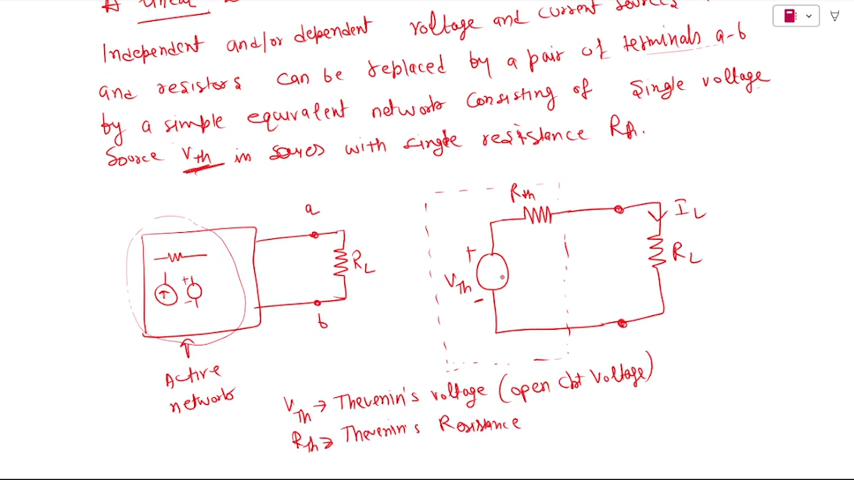 A linear
Independent and/or dependent voltage and current sources
and resistors can be replaced by a pair of terminals a-b
by a simple equivalent network consisting of single voltage
Source Vth in series with single resistance Rth.
a
Rth
IL
RL
+
VTh
-
RL
+
-
b
Active
network
VTh → Thevenin's voltage (open ckt voltage)
RTh → Thevenin's Resistance